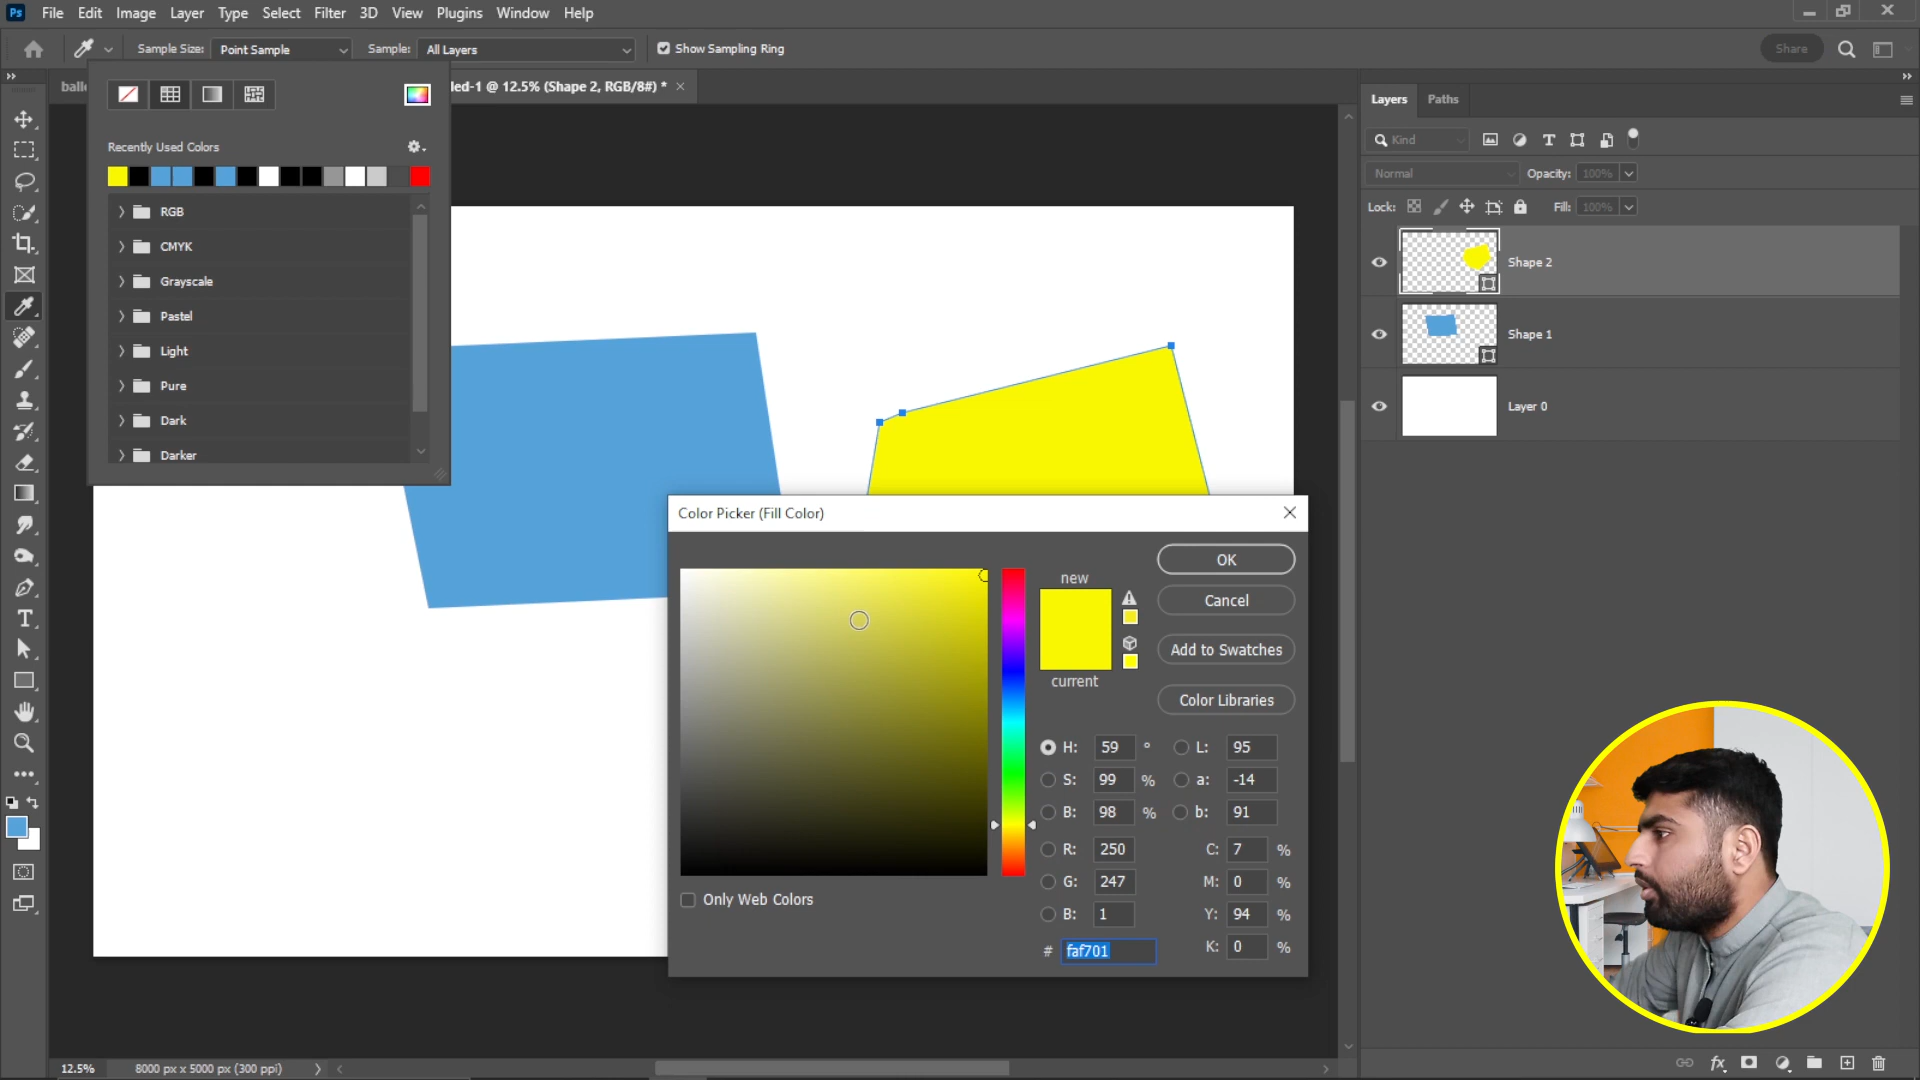 Ps File Edit Image Layer Type Select Filter 3D View Plugins Window Help
Sample Size: Point Sample Sample: All Layers Show Sampling Ring Share
led-1 @ 12.5% (Shape 2, RGB/8#) * ×
Recently Used Colors
RGB
CMYK
Grayscale
Pastel
Light
Pure
Dark
Darker
Color Picker (Fill Color)
new
current
OK
Cancel
Add to Swatches
Color Libraries
H: 59 ° L: 95
S: 99 % a: -14
B: 98 % b: 91
R: 250 C: 7 %
G: 247 M: 0 %
B: 1 Y: 94 %
# faf701 K: 0 %
Only Web Colors
Layers Paths
Kind
Normal Opacity: 100%
Lock: Fill: 100%
Shape 2
Shape 1
Layer 0
12.5% 8000 px x 5000 px (300 ppi)
fx